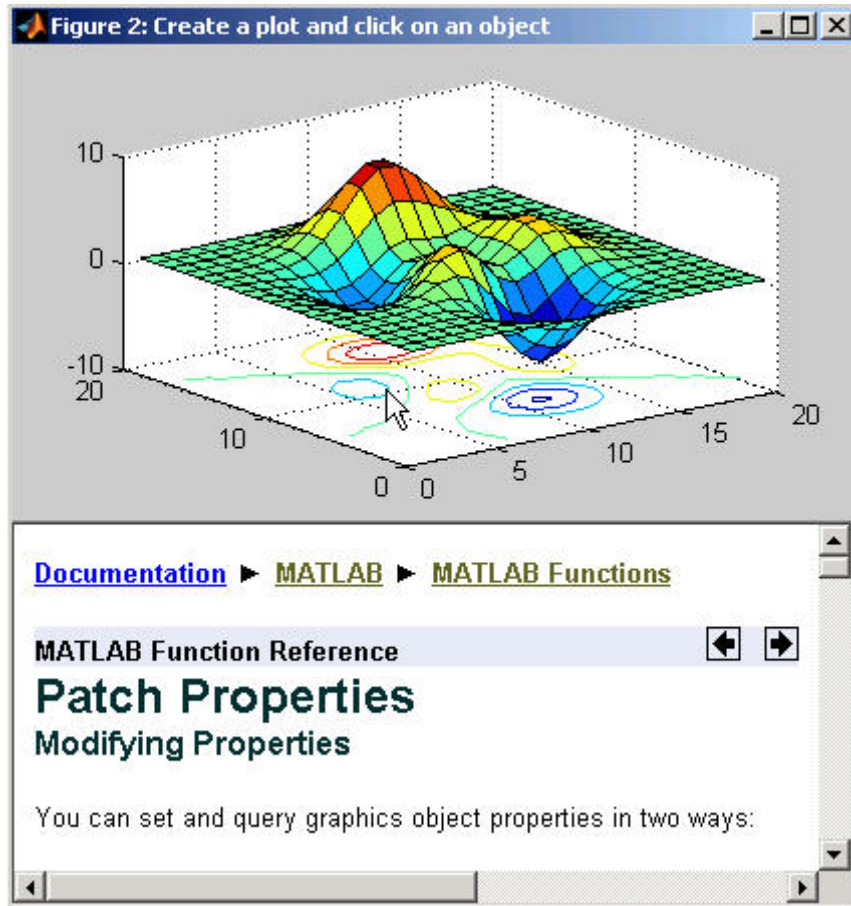 Figure 2: Create a plot and click on an object
10
0
-10
20
10
0
0
5
10
15
20
Documentation ► MATLAB ► MATLAB Functions
MATLAB Function Reference
Patch Properties
Modifying Properties
You can set and query graphics object properties in two ways: